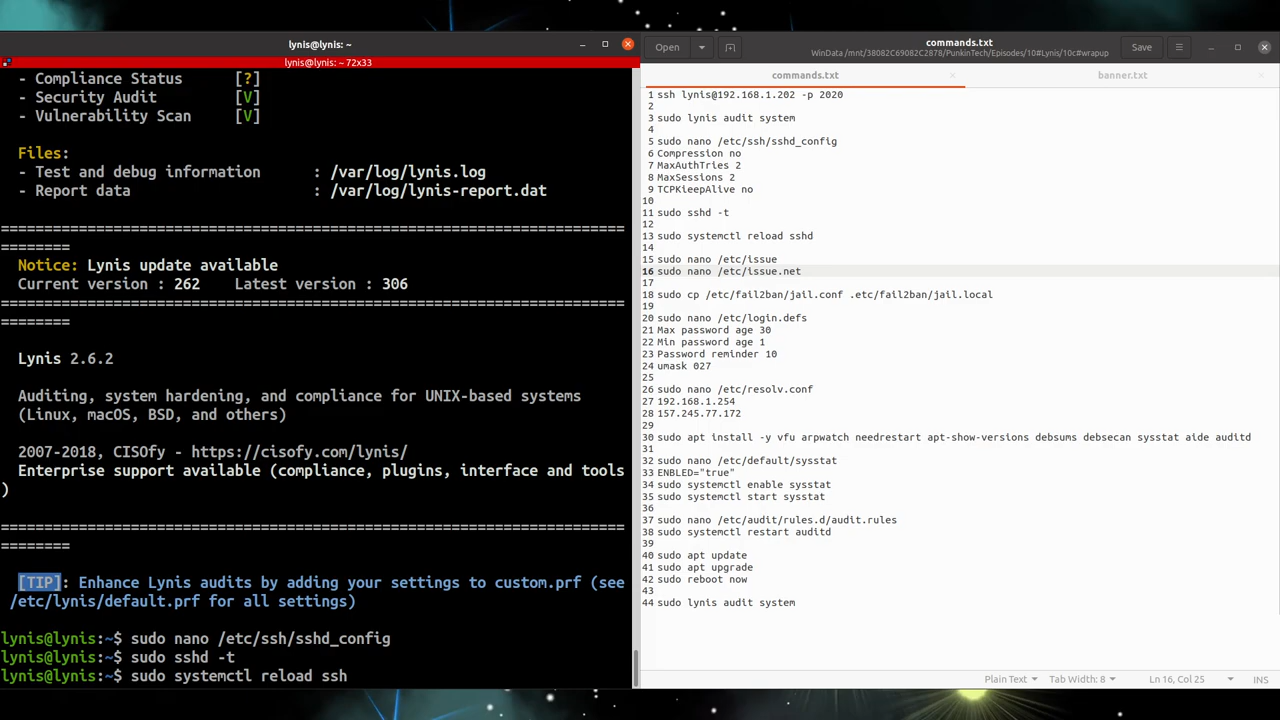 lynis@lynis: ~
lynis@lynis: ~ 72x33
- Compliance Status [?]
- Security Audit [V]
- Vulnerability Scan [V]
Files:
- Test and debug information : /var/log/lynis.log
- Report data : /var/log/lynis-report.dat
========================================================================
========
Notice: Lynis update available
Current version : 262 Latest version : 306
========================================================================
========
Lynis 2.6.2
Auditing, system hardening, and compliance for UNIX-based systems
(Linux, macOS, BSD, and others)
2007-2018, CISOfy - https://cisofy.com/lynis/
Enterprise support available (compliance, plugins, interface and tools
)
========================================================================
========
[TIP]: Enhance Lynis audits by adding your settings to custom.prf (see
/etc/lynis/default.prf for all settings)
lynis@lynis:~$ sudo nano /etc/ssh/sshd_config
lynis@lynis:~$ sudo sshd -t
lynis@lynis:~$ sudo systemctl reload ssh
Open
commands.txt
WinData /mnt/38082C69082C2878/PunkinTech/Episodes/10#Lynis/10c#wrapup
Save
commands.txt
banner.txt
1 ssh lynis@192.168.1.202 -p 2020
2
3 sudo lynis audit system
4
5 sudo nano /etc/ssh/sshd_config
6 Compression no
7 MaxAuthTries 2
8 MaxSessions 2
9 TCPKieepAlive no
10
11 sudo sshd -t
12
13 sudo systemctl reload sshd
14
15 sudo nano /etc/issue
16 sudo nano /etc/issue.net
17
18 sudo cp /etc/fail2ban/jail.conf .etc/fail2ban/jail.local
19
20 sudo nano /etc/login.defs
21 Max password age 30
22 Min password age 1
23 Password reminder 10
24 umask 027
25
26 sudo nano /etc/resolv.conf
27 192.168.1.254
28 157.245.77.172
29
30 sudo apt install -y vfu arpwatch needrestart apt-show-versions debsums debsecan sysstat aide auditd
31
32 sudo nano /etc/default/sysstat
33 ENBLED="true"
34 sudo systemctl enable sysstat
35 sudo systemctl start sysstat
36
37 sudo nano /etc/audit/rules.d/audit.rules
38 sudo systemctl restart auditd
39
40 sudo apt update
41 sudo apt upgrade
42 sudo reboot now
43
44 sudo lynis audit system
Plain Text Tab Width: 8 Ln 16, Col 25 INS